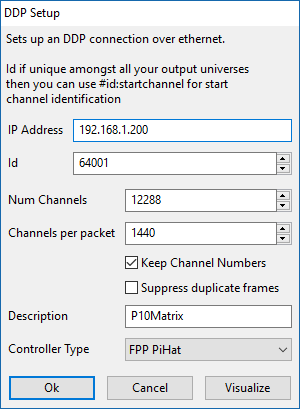 DDP Setup
Sets up an DDP connection over ethernet.
Id if unique amongst all your output universes
then you can use #id:startchannel for start
channel identification
IP Address 192.168.1.200
Id 64001
Num Channels 12288
Channels per packet 1440
Keep Channel Numbers
Suppress duplicate frames
Description P10Matrix
Controller Type FPP PiHat
Ok Cancel Visualize